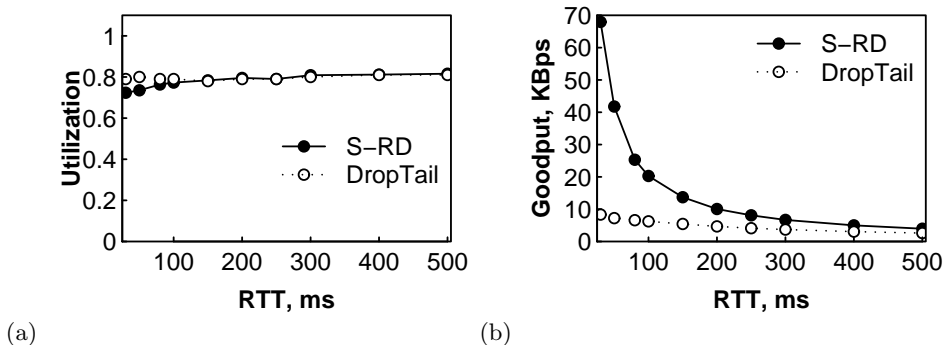 1
0.8
0.6
0.4
0.2
0
Utilization
S−RD
DropTail
100 200 300 400 500
RTT, ms
(a)
70
60
50
40
30
20
10
0
Goodput, KBps
S−RD
DropTail
100 200 300 400 500
RTT, ms
(b)